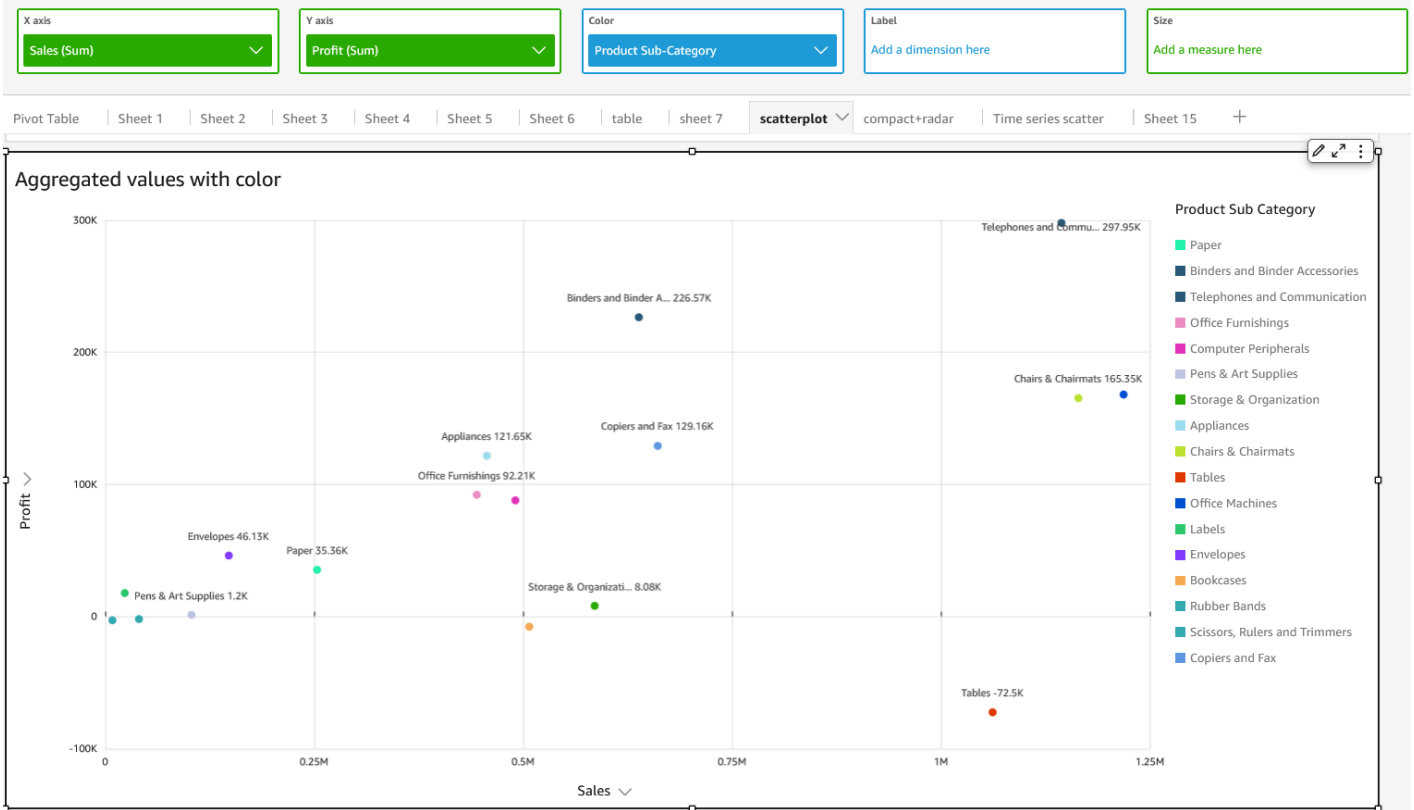 X axis
Sales (Sum)
Y axis
Profit (Sum)
Color
Product Sub-Category
Label
Add a dimension here
Size
Add a measure here
Pivot Table
Sheet 1
Sheet 2
Sheet 3
Sheet 4
Sheet 5
Sheet 6
table
sheet 7
scatterplot
compact+radar
Time series scatter
Sheet 15
Aggregated values with color
300K
200K
100K
0
-100K
Profit
Telephones and Commu... 297.95K
Binders and Binder A... 226.57K
Chairs & Chairmats 165.35K
Copiers and Fax 129.16K
Appliances 121.65K
Office Furnishings 92.21K
Envelopes 46.13K
Paper 35.36K
Pens & Art Supplies 1.2K
Storage & Organizati... 8.08K
Tables -72.5K
0
0.25M
0.5M
0.75M
1M
1.25M
Sales
Product Sub Category
Paper
Binders and Binder Accessories
Telephones and Communication
Office Furnishings
Computer Peripherals
Pens & Art Supplies
Storage & Organization
Appliances
Chairs & Chairmats
Tables
Office Machines
Labels
Envelopes
Bookcases
Rubber Bands
Scissors, Rulers and Trimmers
Copiers and Fax